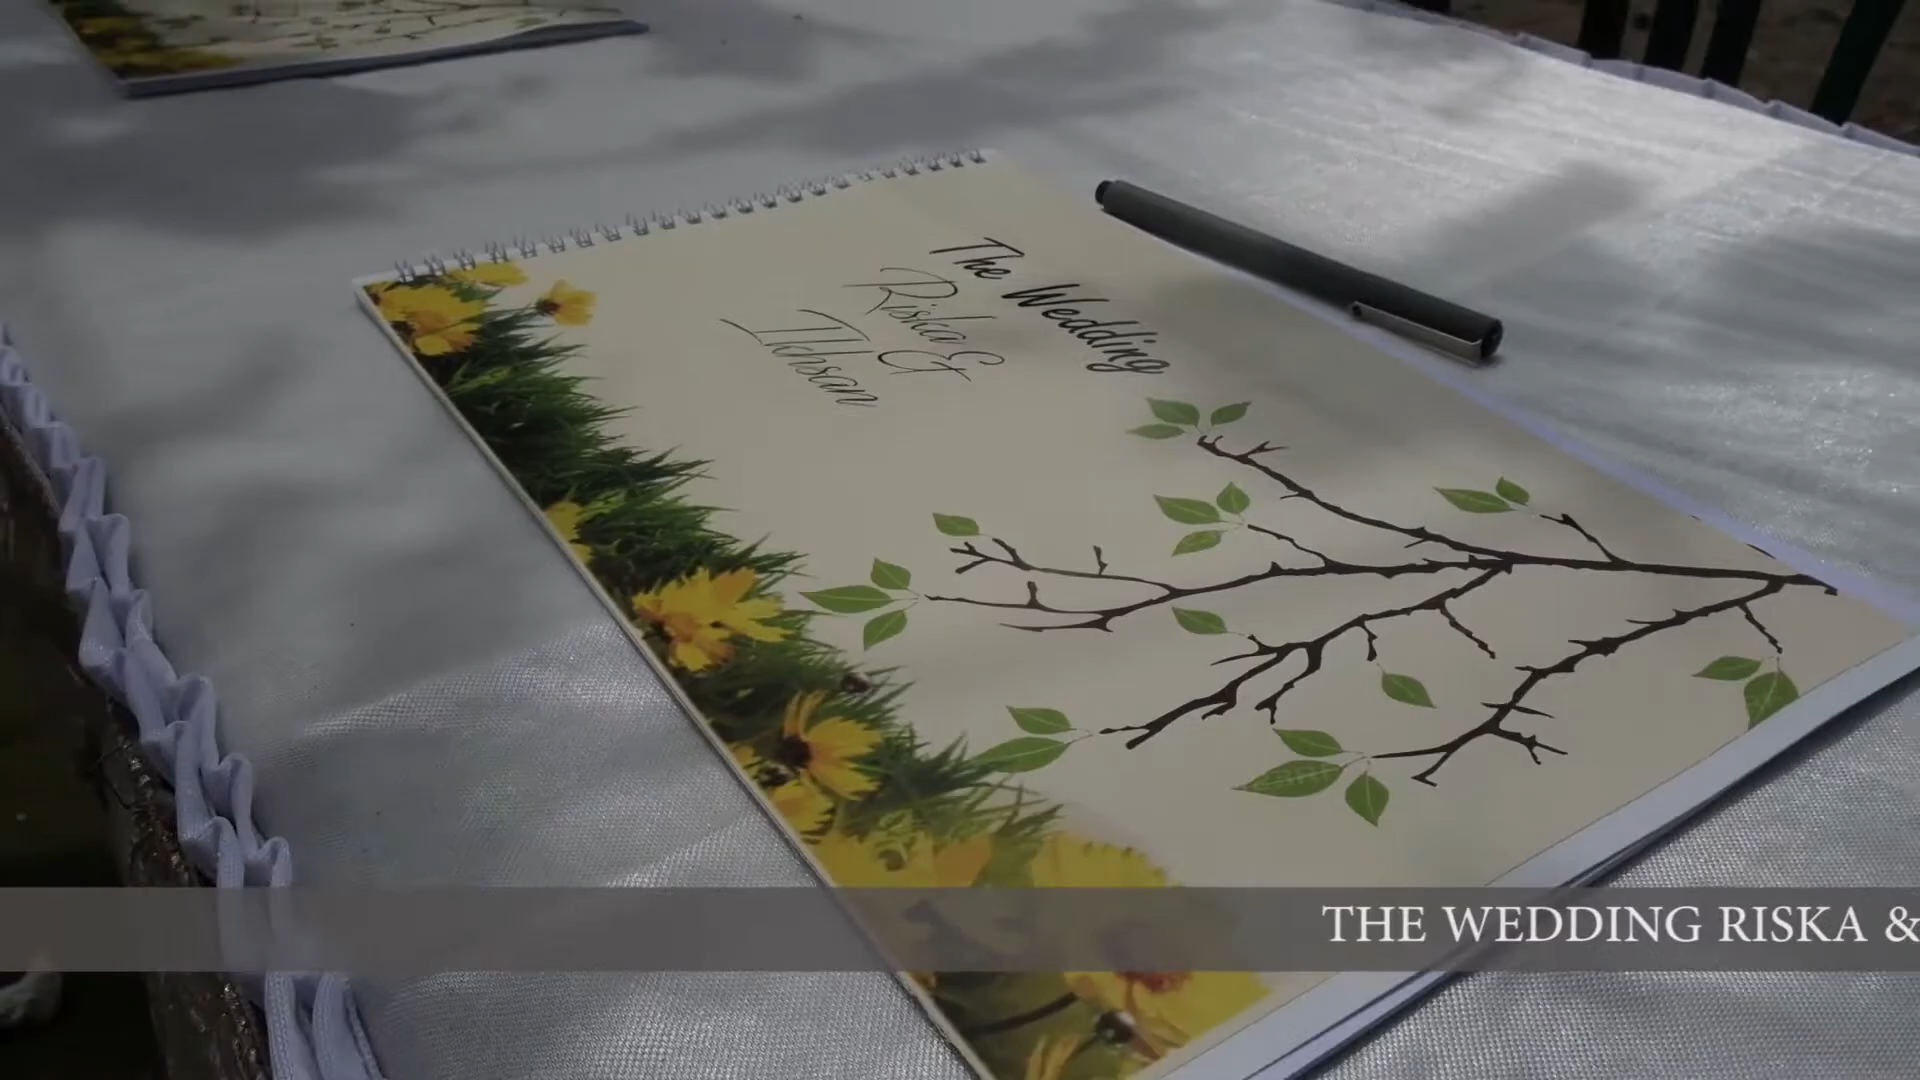 The Wedding
Riska &
Ikhsan
THE WEDDING RISKA &